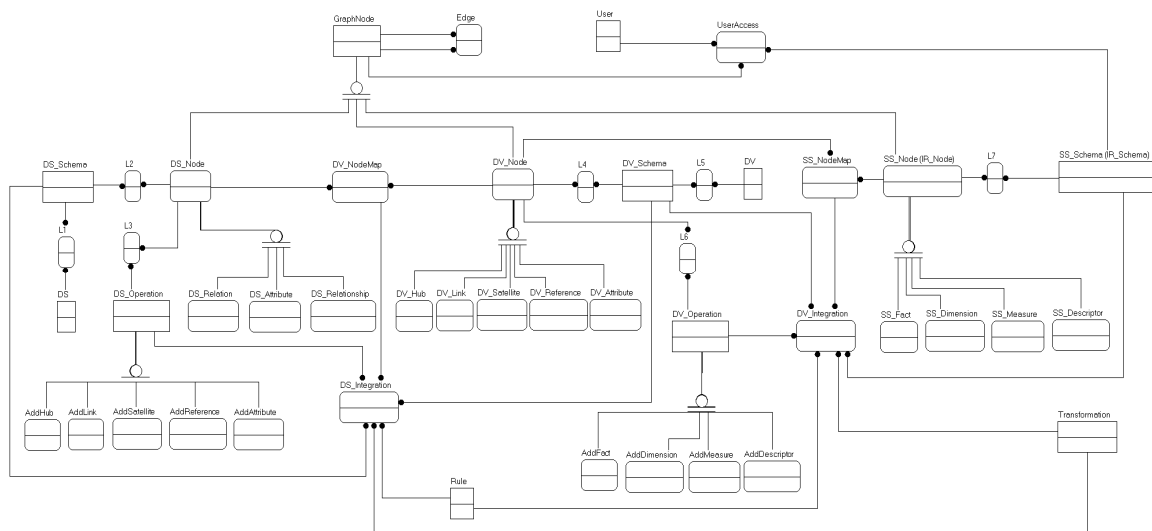 GraphNode
Edge
User
UserAccess
DS_Schema
L2
DS_Node
DV_NodeMap
DV_Node
L4
DV_Schema
L5
DV
SS_NodeMap
SS_Node (IR_Node)
L7
SS_Schema (IR_Schema)
L1
L3
L6
DS
DS_Operation
DS_Relation
DS_Attribute
DS_Relationship
DV_Hub
DV_Link
DV_Satellite
DV_Reference
DV_Attribute
DV_Operation
DV_Integration
SS_Fact
SS_Dimension
SS_Measure
SS_Descriptor
DS_Integration
AddHub
AddLink
AddSatellite
AddReference
AddAttribute
Transformation
AddFact
AddDimension
AddMeasure
AddDescriptor
Rule